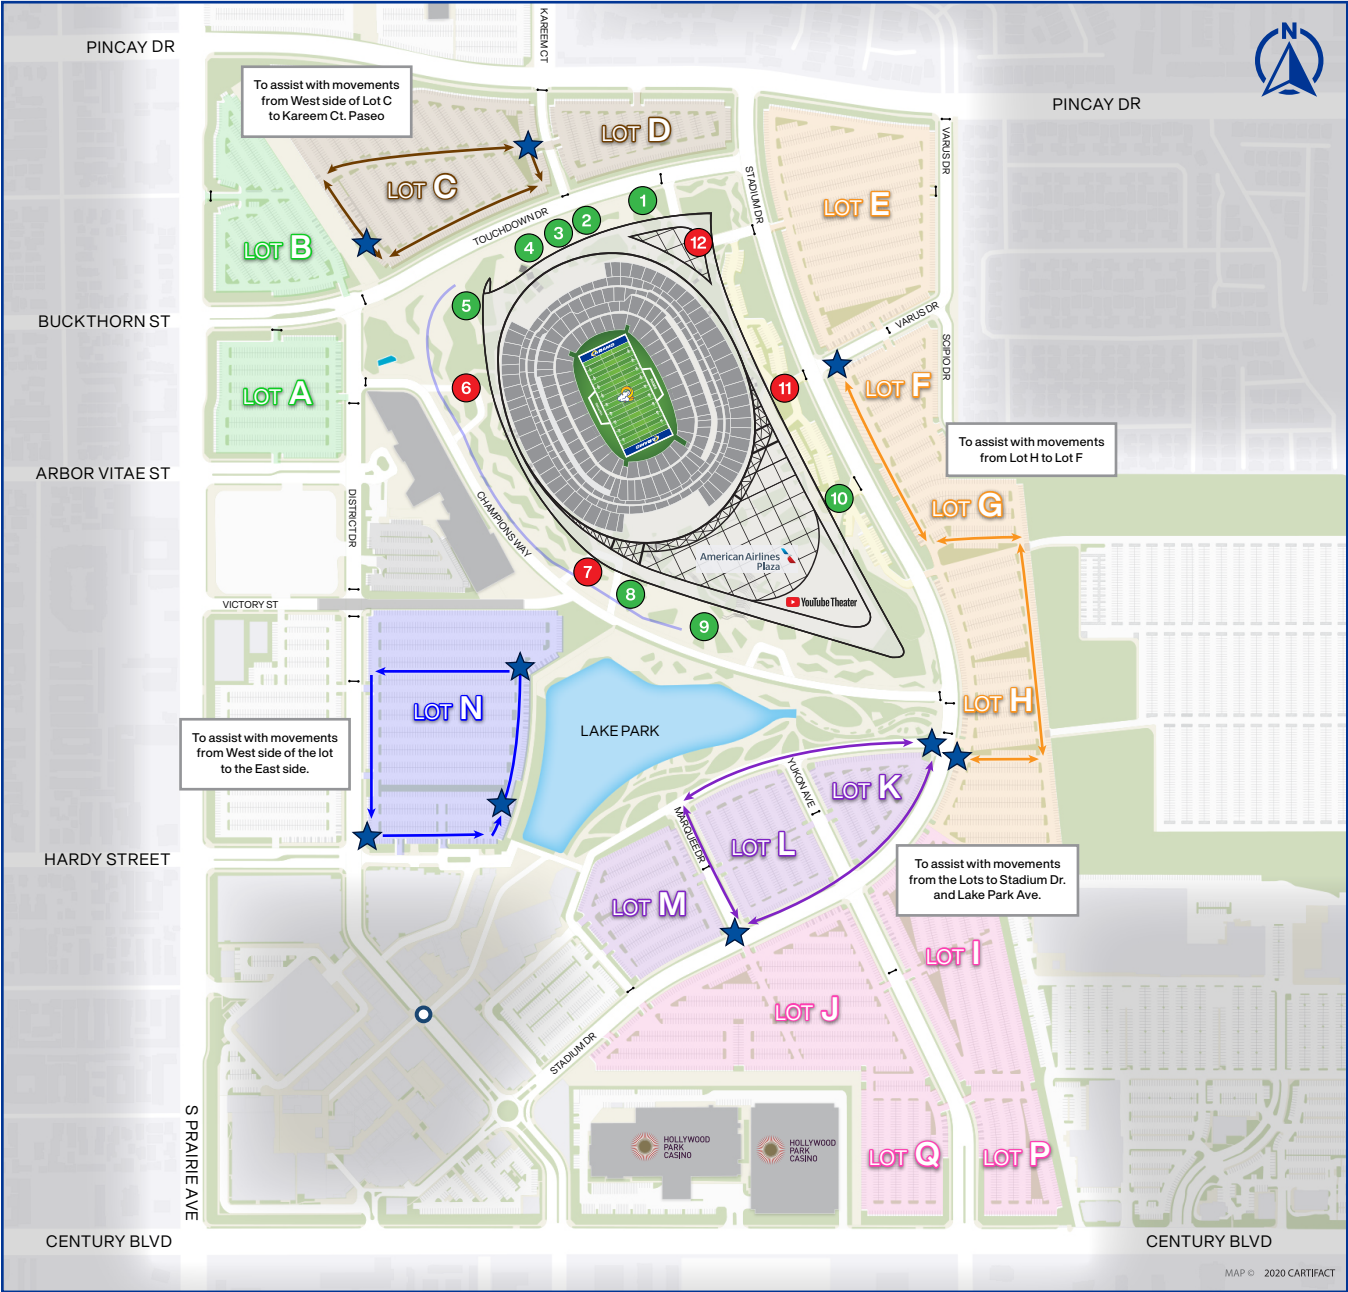 PINCAY DR
KAREEM CT
N
To assist with movements
from West side of Lot C
to Kareem Ct. Paseo
PINCAY DR
LOT D
VARUS DR
LOT C
STADIUM DR
LOT E
1
2
3
4
TOUCHDOWN DR
12
LOT B
5
BUCKTHORN ST
VARUS DR
SCIPIO DR
6
11
LOT F
LOT A
To assist with movements
from Lot H to Lot F
ARBOR VITAE ST
10
LOT G
DISTRICT DR
CHAMPIONS WAY
American Airlines
Plaza
7
8
YouTube Theater
VICTORY ST
9
LOT N
LOT H
LAKE PARK
To assist with movements
from West side of the lot
to the East side.
YUKON AVE
LOT K
MARQUEE DR
LOT L
HARDY STREET
To assist with movements
from the Lots to Stadium Dr.
and Lake Park Ave.
LOT M
LOT I
LOT J
STADIUM DR
S PRAIRIE AVE
HOLLYWOOD
PARK
CASINO
HOLLYWOOD
PARK
CASINO
LOT Q
LOT P
CENTURY BLVD
CENTURY BLVD
MAP © 2020 CARTIFACT